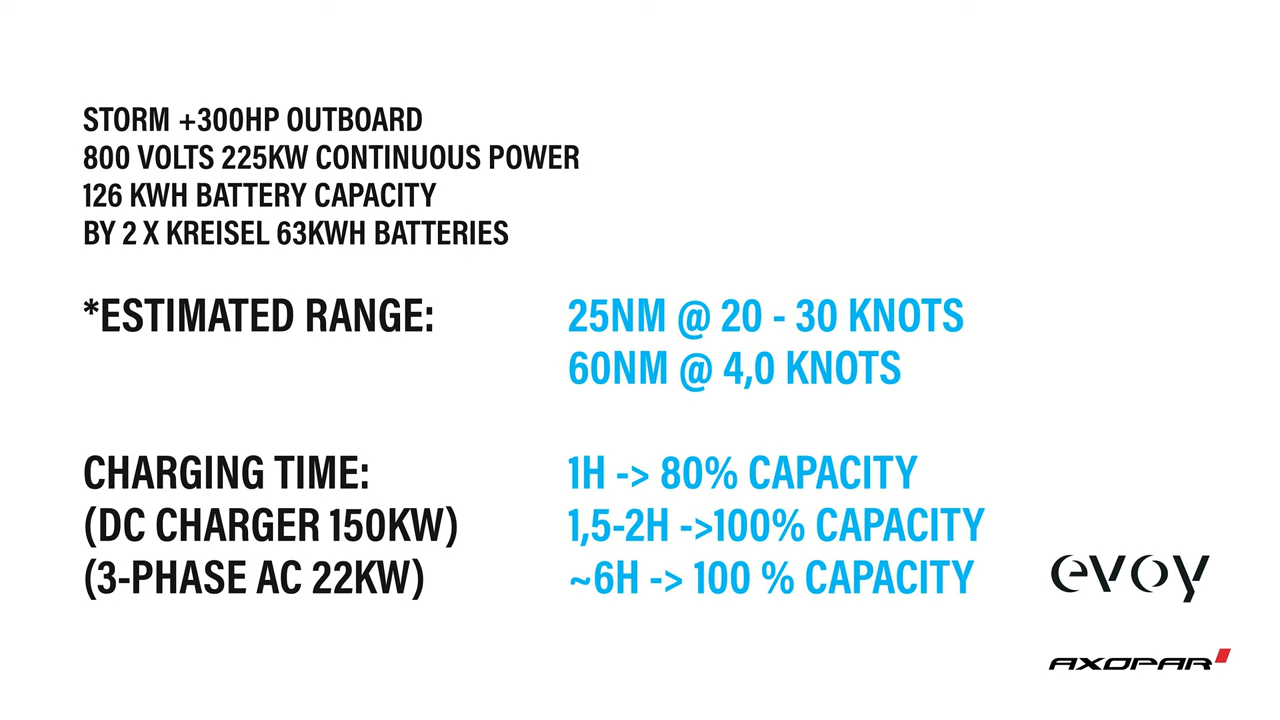 STORM +300HP OUTBOARD
800 VOLTS 225KW CONTINUOUS POWER
126 KWH BATTERY CAPACITY
BY 2 X KREISEL 63KWH BATTERIES
*ESTIMATED RANGE: 25NM @ 20 - 30 KNOTS
60NM @ 4,0 KNOTS
CHARGING TIME: 1H -> 80% CAPACITY
(DC CHARGER 150KW) 1,5-2H ->100% CAPACITY
(3-PHASE AC 22KW) ~6H -> 100 % CAPACITY
evoy
AXOPAR